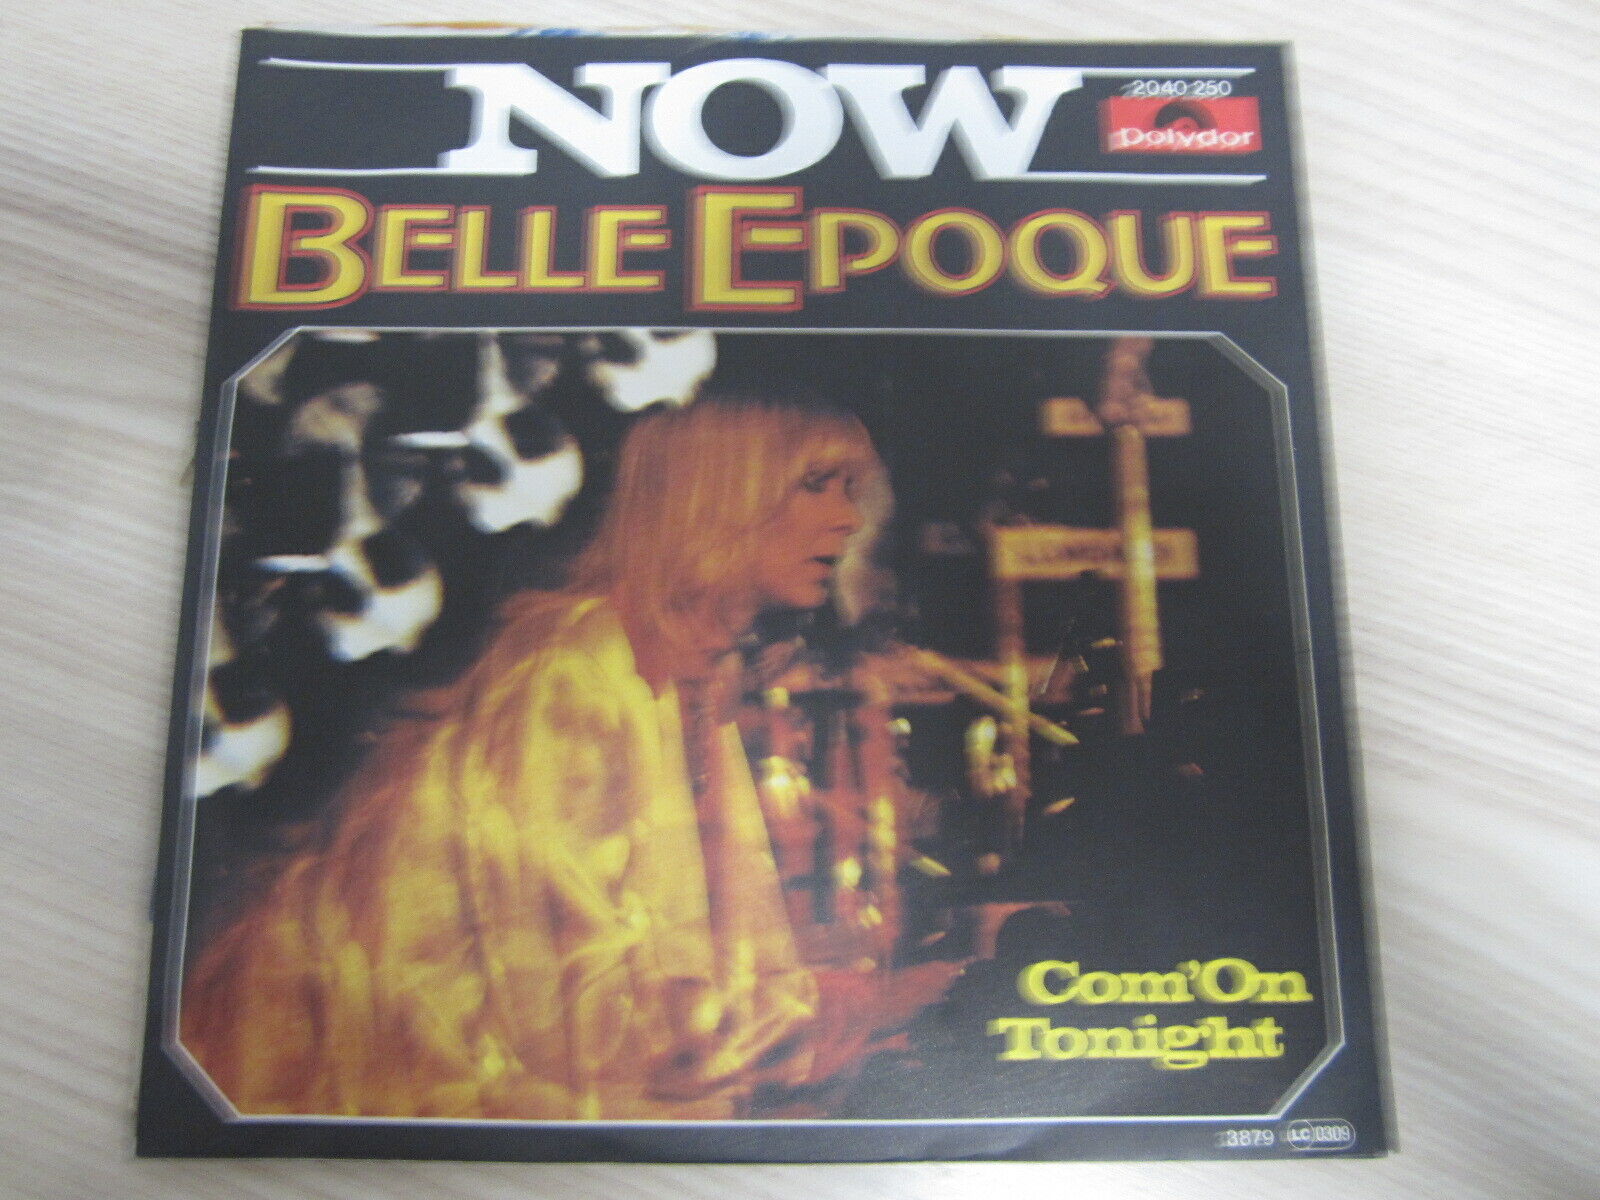 NOW
2040 250
polydor
BELLE EPOQUE
Com'On
Tonight
3879 LC 0309